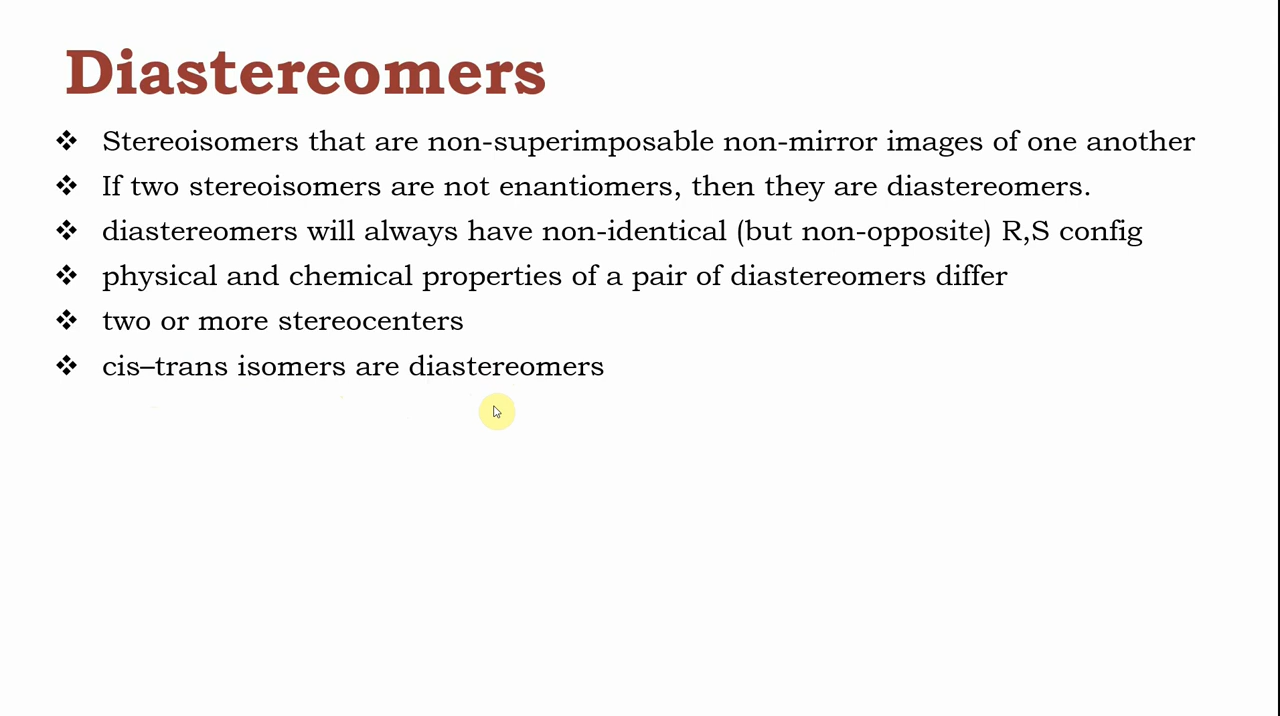 Diastereomers
❖ Stereoisomers that are non-superimposable non-mirror images of one another
❖ If two stereoisomers are not enantiomers, then they are diastereomers.
❖ diastereomers will always have non-identical (but non-opposite) R,S config
❖ physical and chemical properties of a pair of diastereomers differ
❖ two or more stereocenters
❖ cis–trans isomers are diastereomers